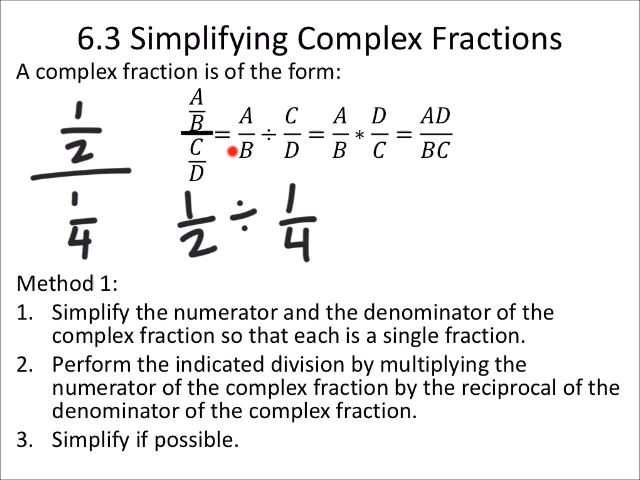 6.3 Simplifying Complex Fractions
A complex fraction is of the form:
(A/B)/(C/D) = A/B ÷ C/D = A/B * D/C = AD/BC
(1/2)/(1/4)
1/2 ÷ 1/4
Method 1:
1. Simplify the numerator and the denominator of the
complex fraction so that each is a single fraction.
2. Perform the indicated division by multiplying the
numerator of the complex fraction by the reciprocal of the
denominator of the complex fraction.
3. Simplify if possible.